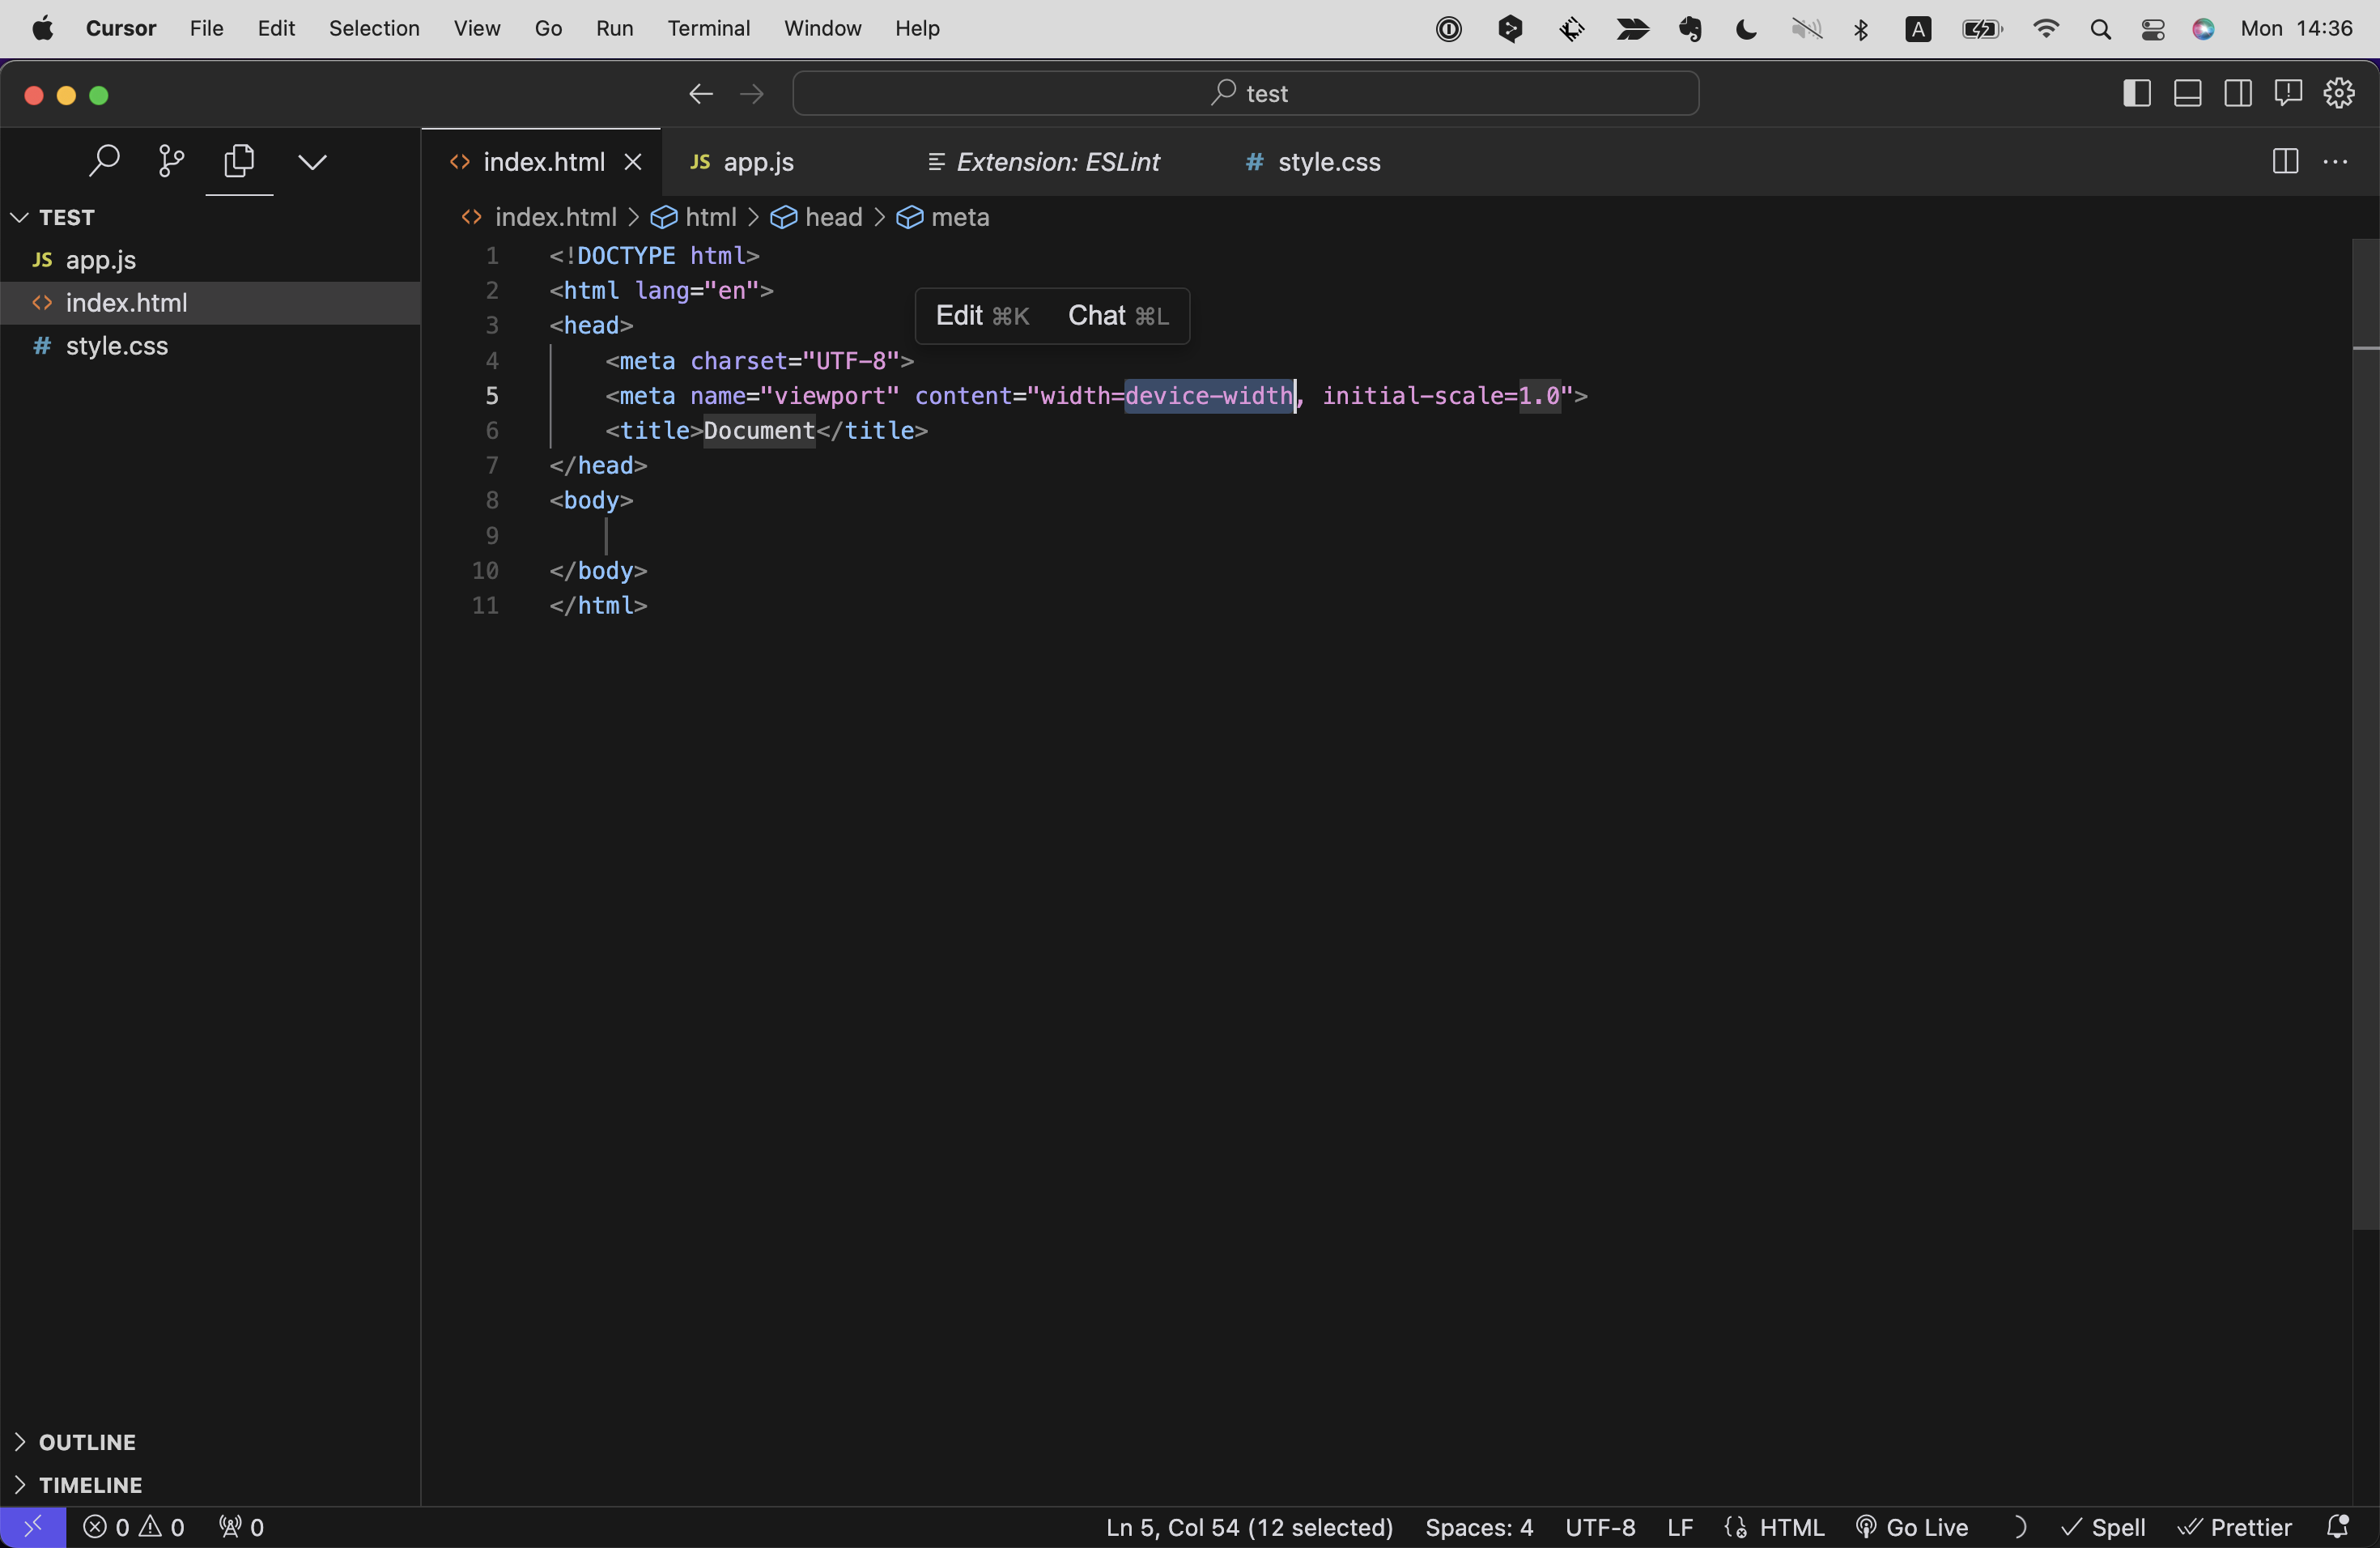 Cursor File Edit Selection View Go Run Terminal Window Help A Mon 14:36
test
index.html JS app.js Extension: ESLint # style.css
TEST
JS app.js
index.html
# style.css
index.html > html > head > meta
1 <!DOCTYPE html>
2 <html lang="en">
Edit ⌘K Chat ⌘L
3 <head>
4 <meta charset="UTF-8">
5 <meta name="viewport" content="width=device-width, initial-scale=1.0">
6 <title>Document</title>
7 </head>
8 <body>
9
10 </body>
11 </html>
OUTLINE
TIMELINE
0 0 0 Ln 5, Col 54 (12 selected) Spaces: 4 UTF-8 LF HTML Go Live Spell Prettier